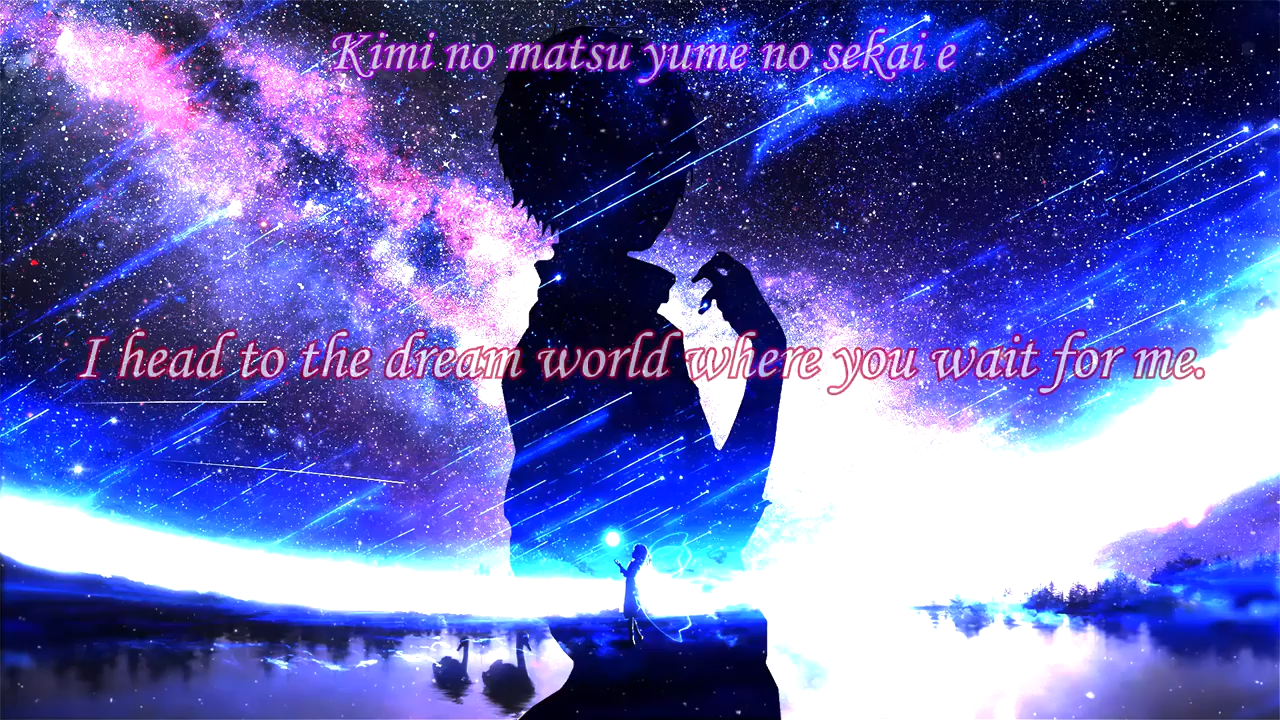 Kimi no matsu yume no sekai e
I head to the dream world where you wait for me.